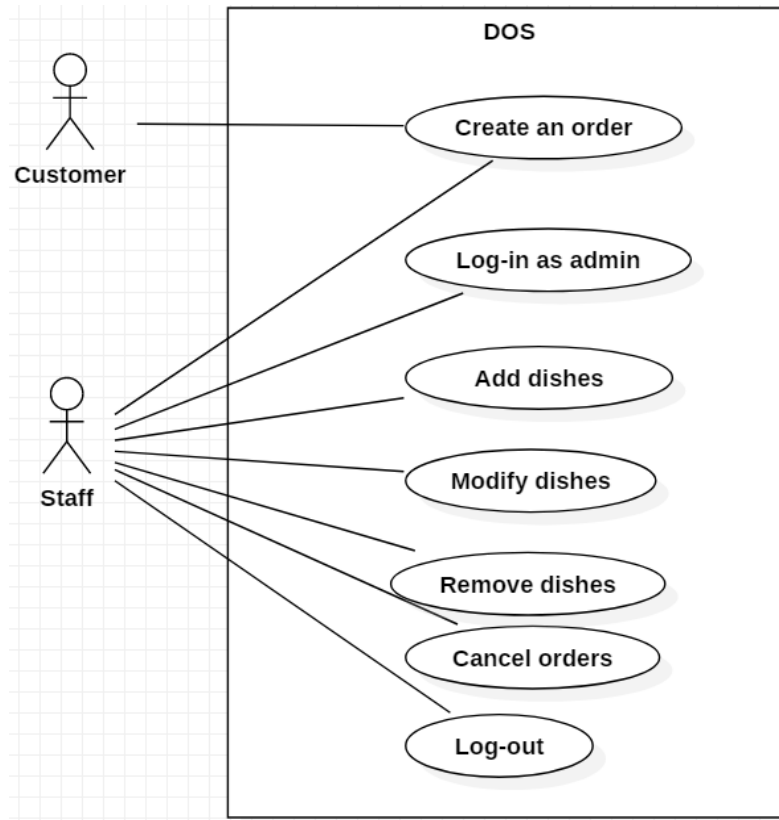 DOS
Create an order
Customer
Log-in as admin
Add dishes
Modify dishes
Staff
Remove dishes
Cancel orders
Log-out